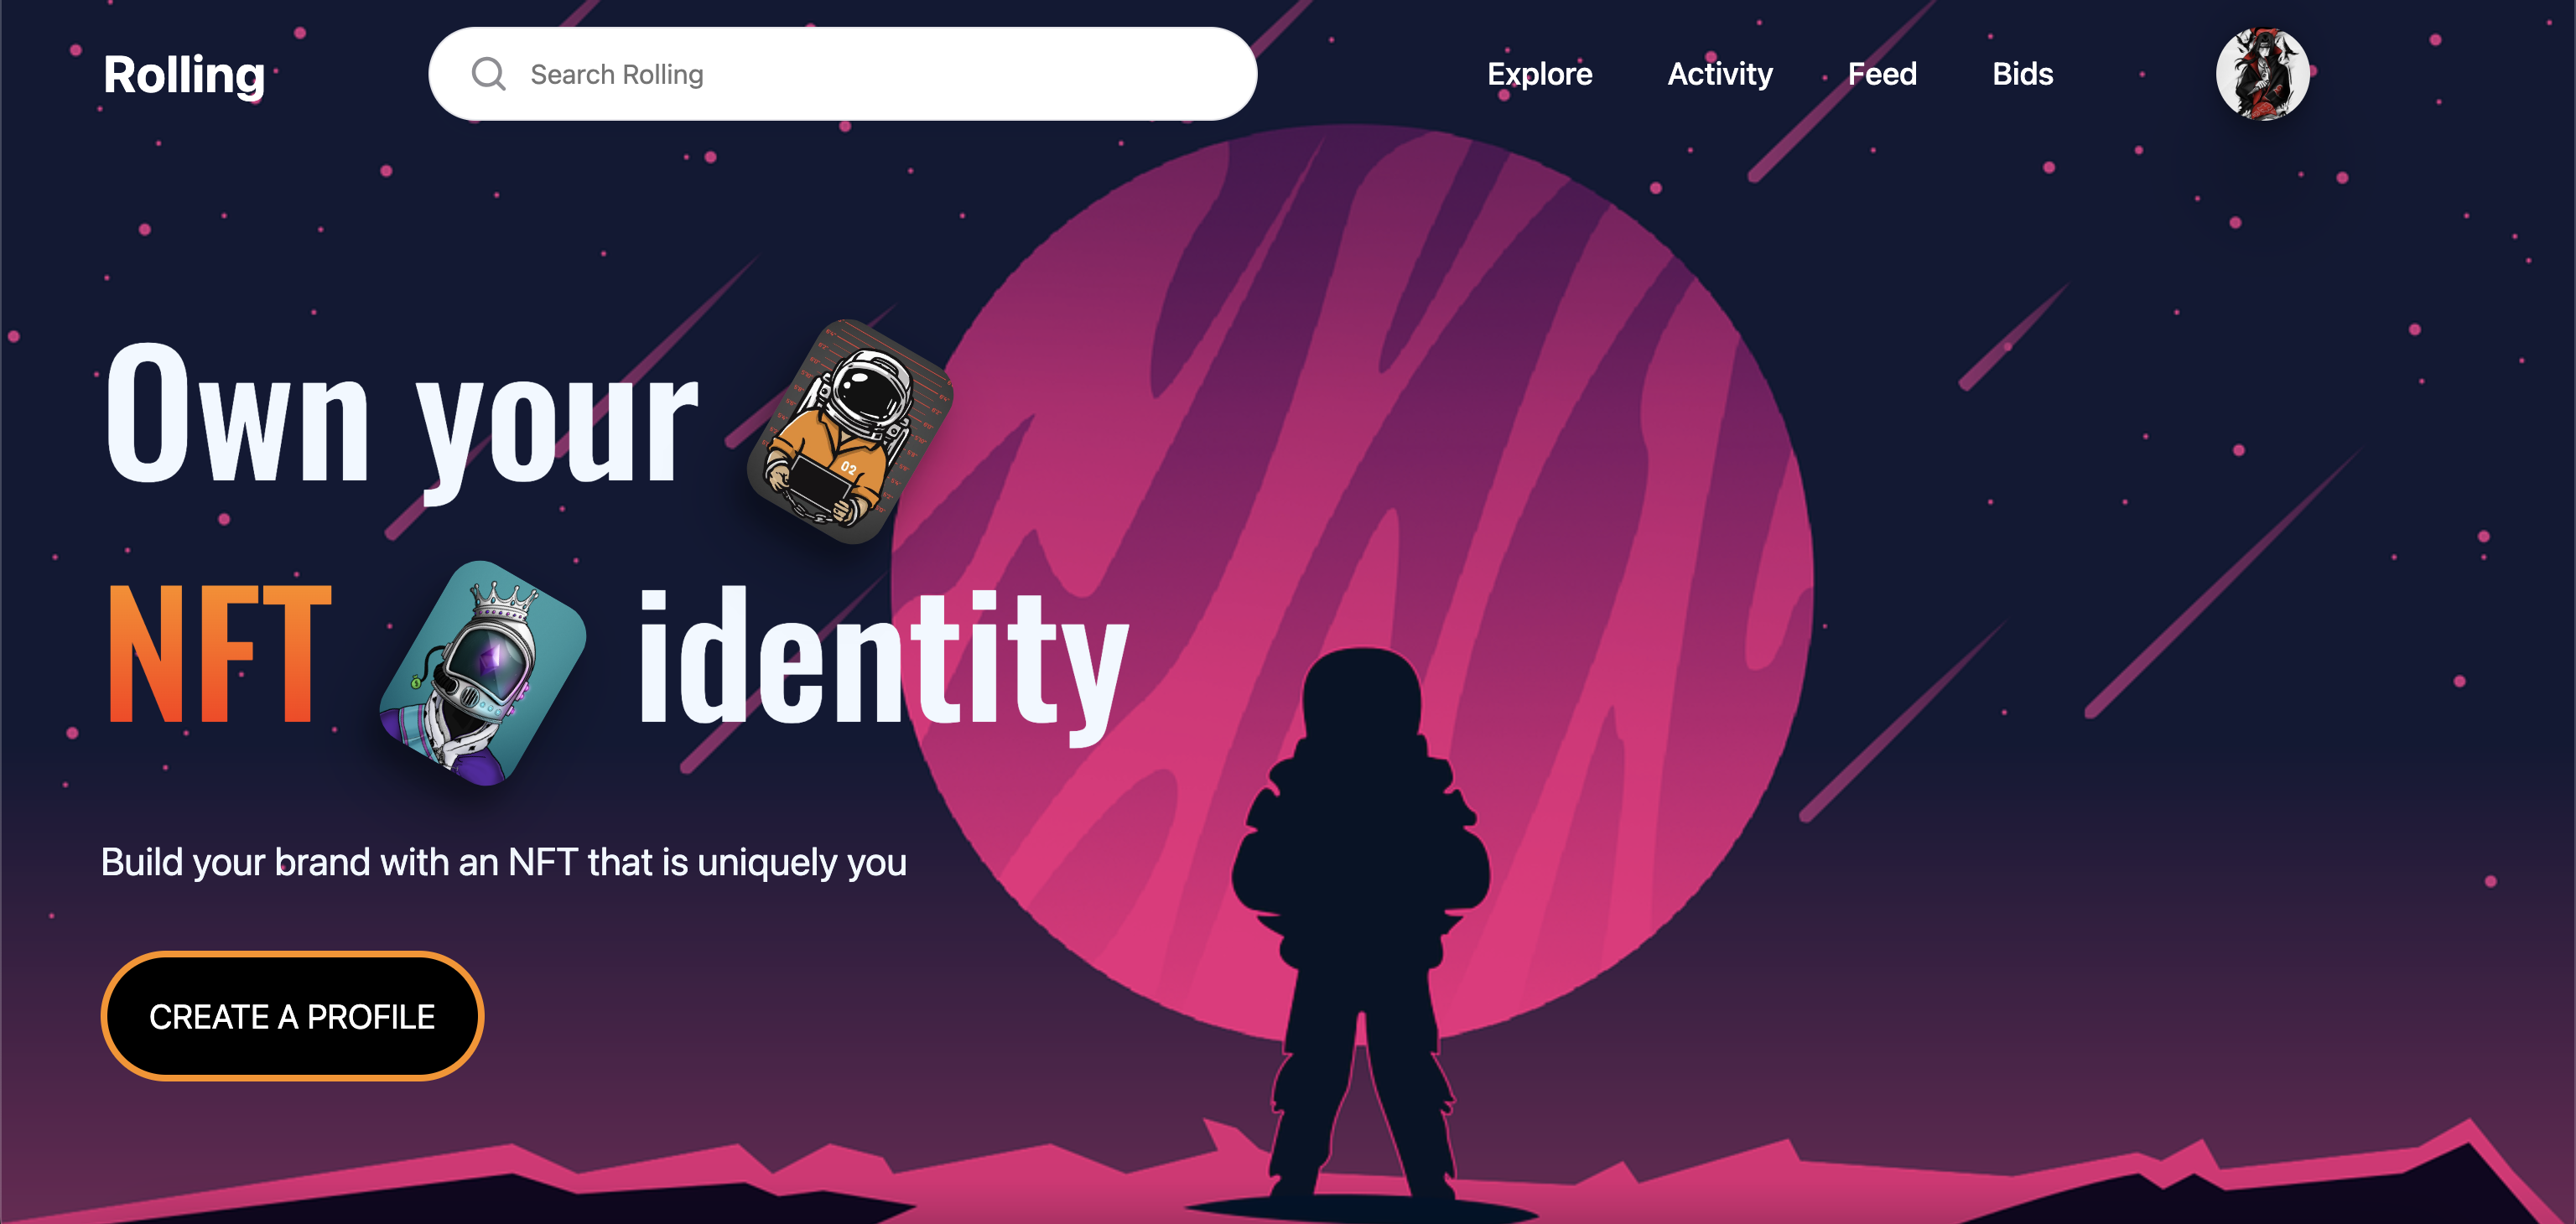 Rolling
Search Rolling
Explore Activity Feed Bids
Own your
02
NFT identity
Build your brand with an NFT that is uniquely you
CREATE A PROFILE